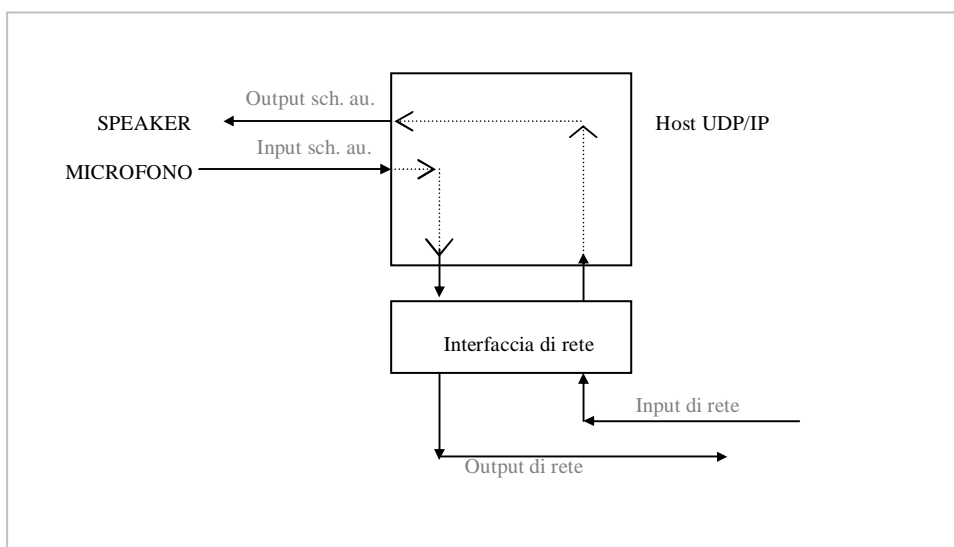 Output sch. au.
SPEAKER
Host UDP/IP
Input sch. au.
MICROFONO
Interfaccia di rete
Input di rete
Output di rete